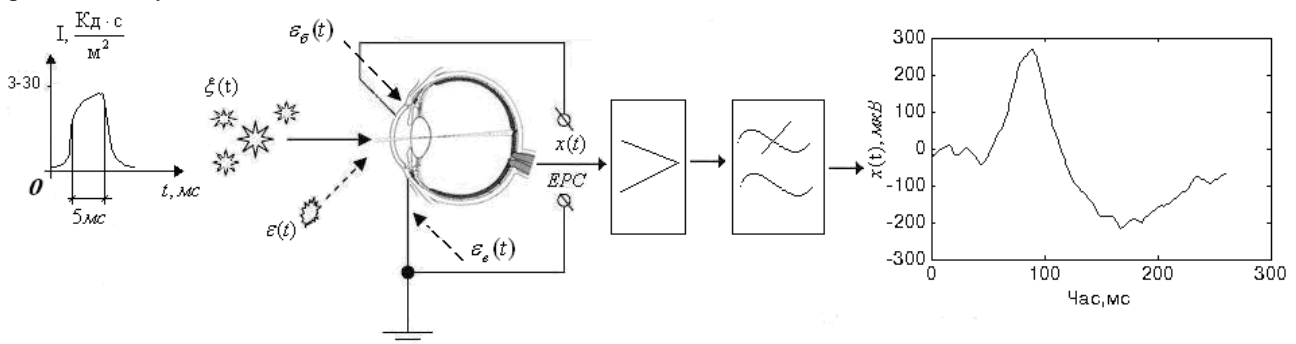 I, Кд · с
м²
3-30
0
t, мс
5мс
ξ(t)
ε(t)
ε_б(t)
ε_в(t)
x(t)
ЕРС
x(t), мкВ
300
200
100
0
-100
-200
-300
0
100
200
300
Час,мс